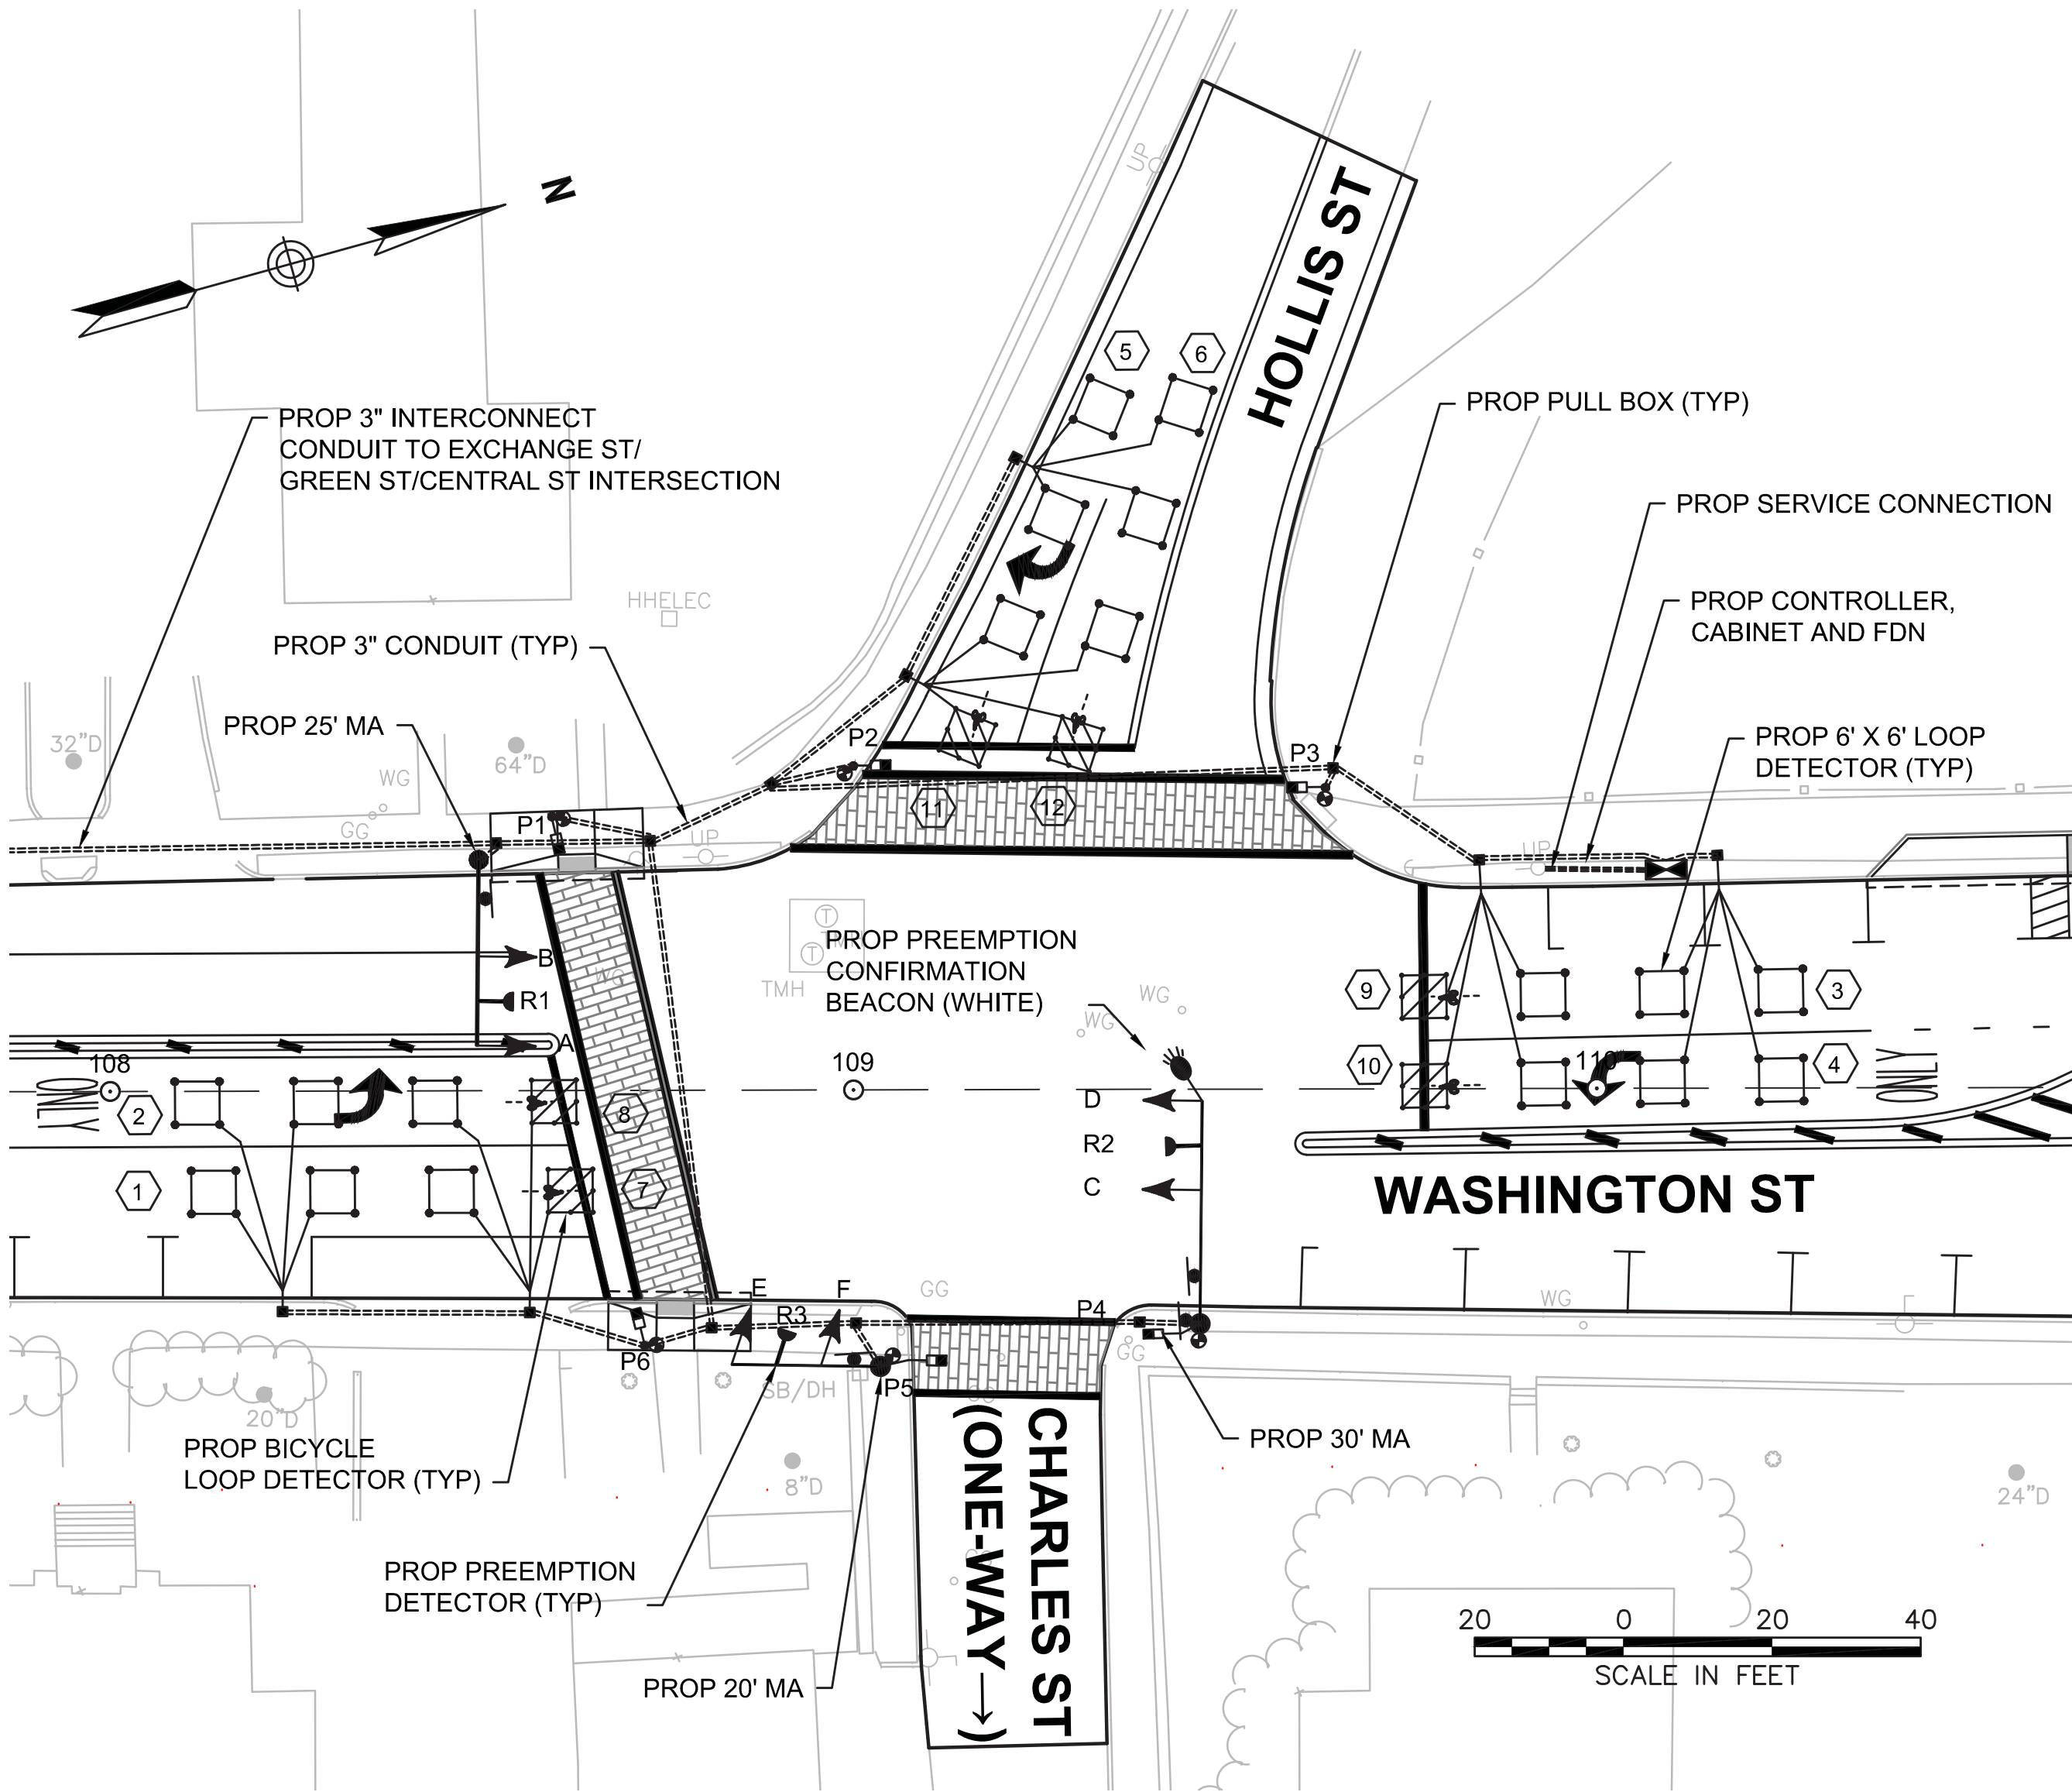 N
UP
HOLLIS ST
5
6
PROP 3" INTERCONNECT
CONDUIT TO EXCHANGE ST/
GREEN ST/CENTRAL ST INTERSECTION
PROP PULL BOX (TYP)
PROP SERVICE CONNECTION
PROP CONTROLLER,
CABINET AND FDN
HHELEC
PROP 3" CONDUIT (TYP)
PROP 25' MA
32"D
64"D
WG
P2
P3
PROP 6' X 6' LOOP
DETECTOR (TYP)
GG
P1
UP
11
12
UP
B
WG
R1
A
T
T
TMH
PROP PREEMPTION
CONFIRMATION
BEACON (WHITE)
WG
WG
9
3
108
109
110
2
8
10
4
D
R2
C
1
7
WASHINGTON ST
E
F
R3
GG
P4
WG
P6
P5
GG
SB/DH
20"D
PROP BICYCLE
LOOP DETECTOR (TYP)
8"D
CHARLES ST
(ONE-WAY→)
PROP 30' MA
24"D
PROP PREEMPTION
DETECTOR (TYP)
PROP 20' MA
20 0 20 40
SCALE IN FEET